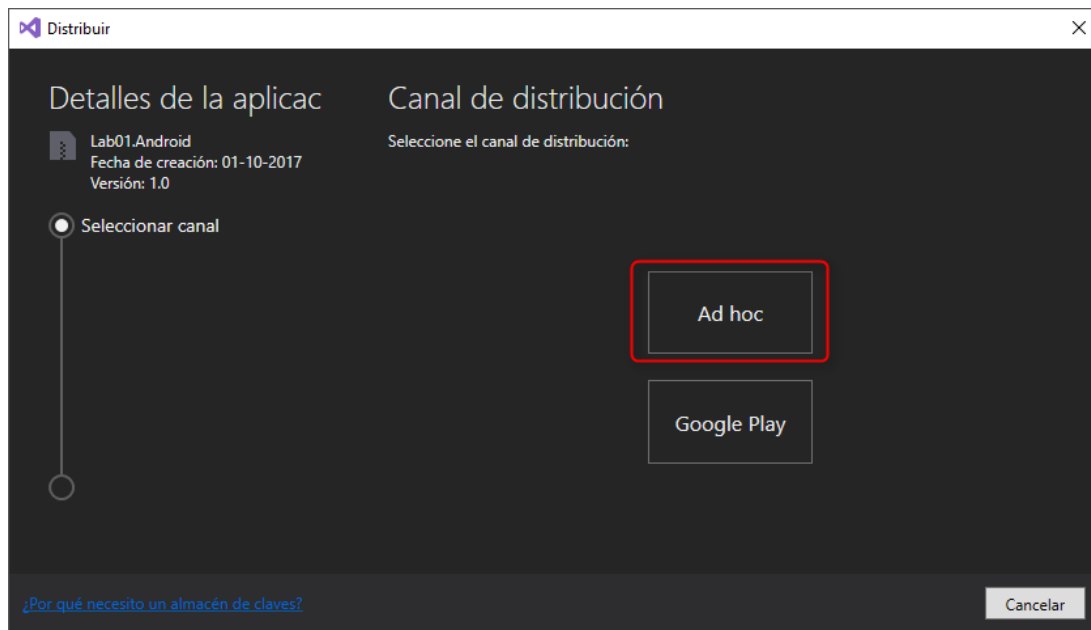 Distribuir
Detalles de la aplicac
Lab01.Android
Fecha de creación: 01-10-2017
Versión: 1.0
Seleccionar canal
Canal de distribución
Seleccione el canal de distribución:
Ad hoc
Google Play
¿Por qué necesito un almacén de claves?
Cancelar